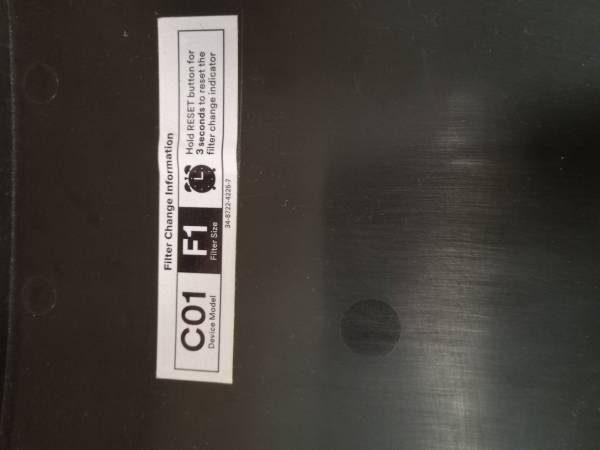 Filter Change Information
C01
Device Model
F1
Filter Size
Hold RESET button for
3 seconds to reset the
filter change indicator
34-8722-4226-7